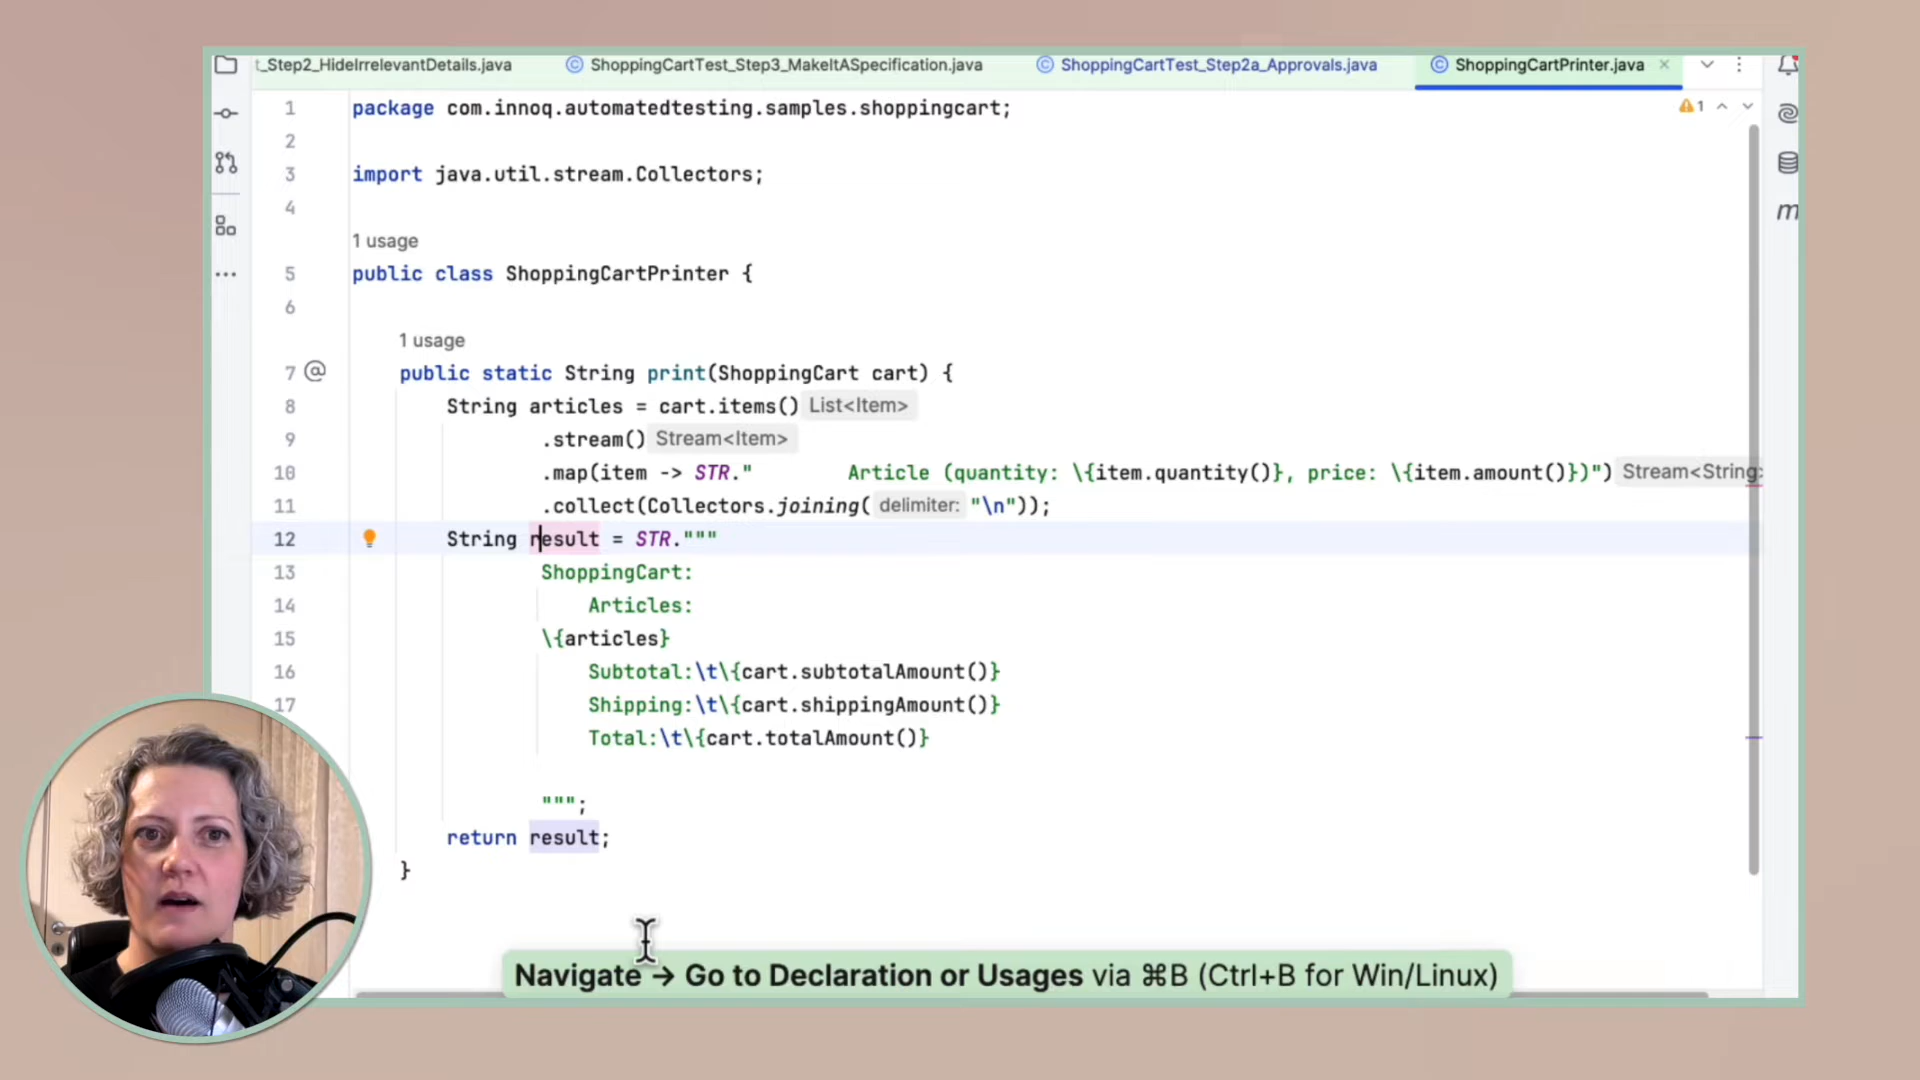 t_Step2_HideIrrelevantDetails.java ShoppingCartTest_Step3_MakeItASpecification.java ShoppingCartTest_Step2a_Approvals.java ShoppingCartPrinter.java
1 package com.innoq.automatedtesting.samples.shoppingcart; 1
2
3 import java.util.stream.Collectors;
4
1 usage
5 public class ShoppingCartPrinter {
6
1 usage
7 @ public static String print(ShoppingCart cart) {
8 String articles = cart.items() List<Item>
9 .stream() Stream<Item>
10 .map(item -> STR."        Article (quantity: \{item.quantity()}, price: \{item.amount()})") Stream<String>
11 .collect(Collectors.joining( delimiter: "\n"));
12 String result = STR."""
13 ShoppingCart:
14 Articles:
15 \{articles}
16 Subtotal:\t\{cart.subtotalAmount()}
17 Shipping:\t\{cart.shippingAmount()}
Total:\t\{cart.totalAmount()}
""";
return result;
}
Navigate → Go to Declaration or Usages via ⌘B (Ctrl+B for Win/Linux)